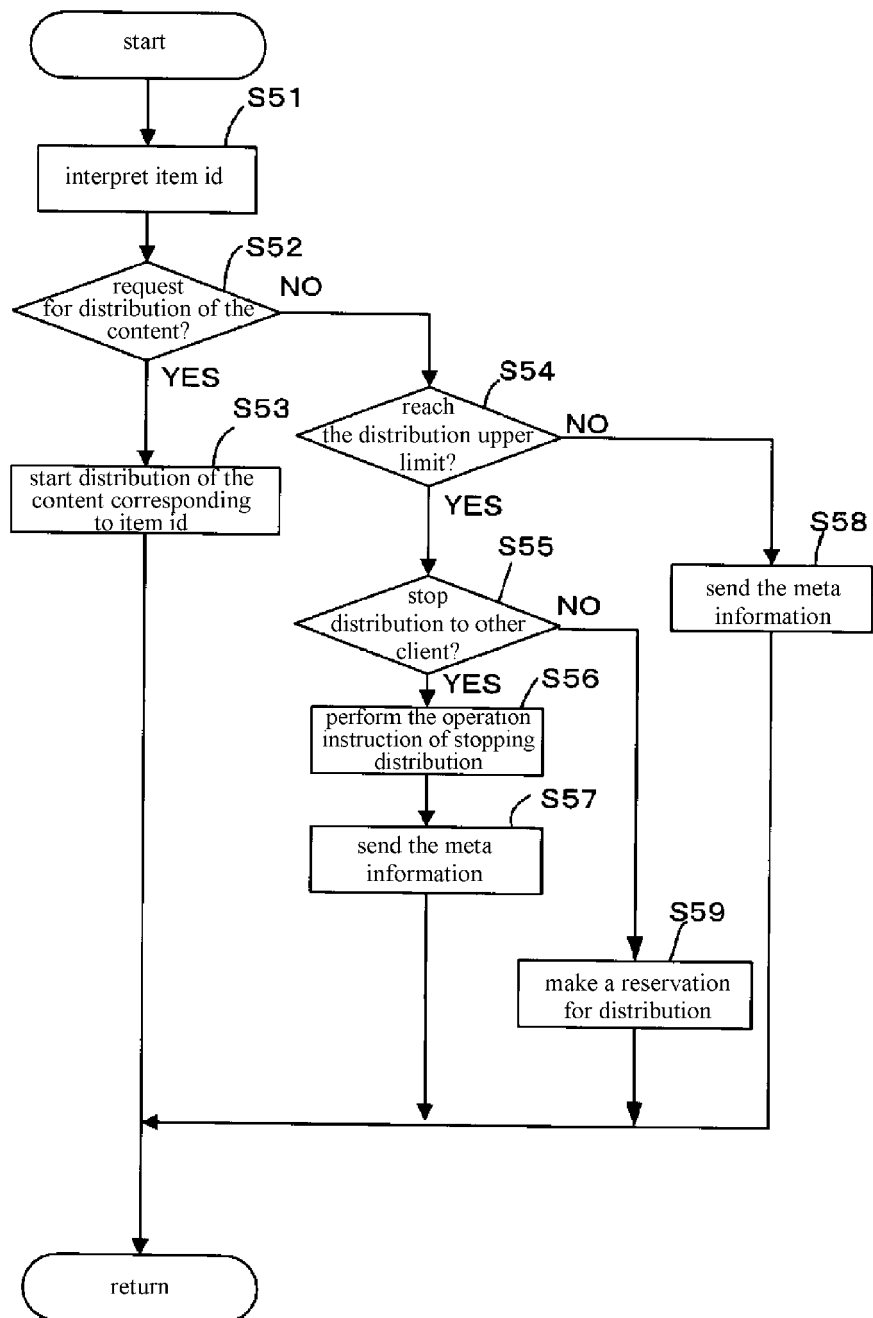 start
S51
interpret item id
S52
request
for distribution of the
content?
NO
YES
S53
start distribution of the
content corresponding
to item id
S54
reach
the distribution upper
limit?
NO
YES
S58
send the meta
information
S55
stop
distribution to other
client?
NO
YES
S56
perform the operation
instruction of stopping
distribution
S57
send the meta
information
S59
make a reservation
for distribution
return